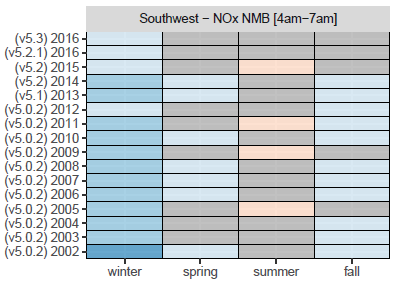 Southwest − NOx NMB [4am−7am]
(v5.3) 2016
(v5.2.1) 2016
(v5.2) 2015
(v5.2) 2014
(v5.1) 2013
(v5.0.2) 2012
(v5.0.2) 2011
(v5.0.2) 2010
(v5.0.2) 2009
(v5.0.2) 2008
(v5.0.2) 2007
(v5.0.2) 2006
(v5.0.2) 2005
(v5.0.2) 2004
(v5.0.2) 2003
(v5.0.2) 2002
winter spring summer fall